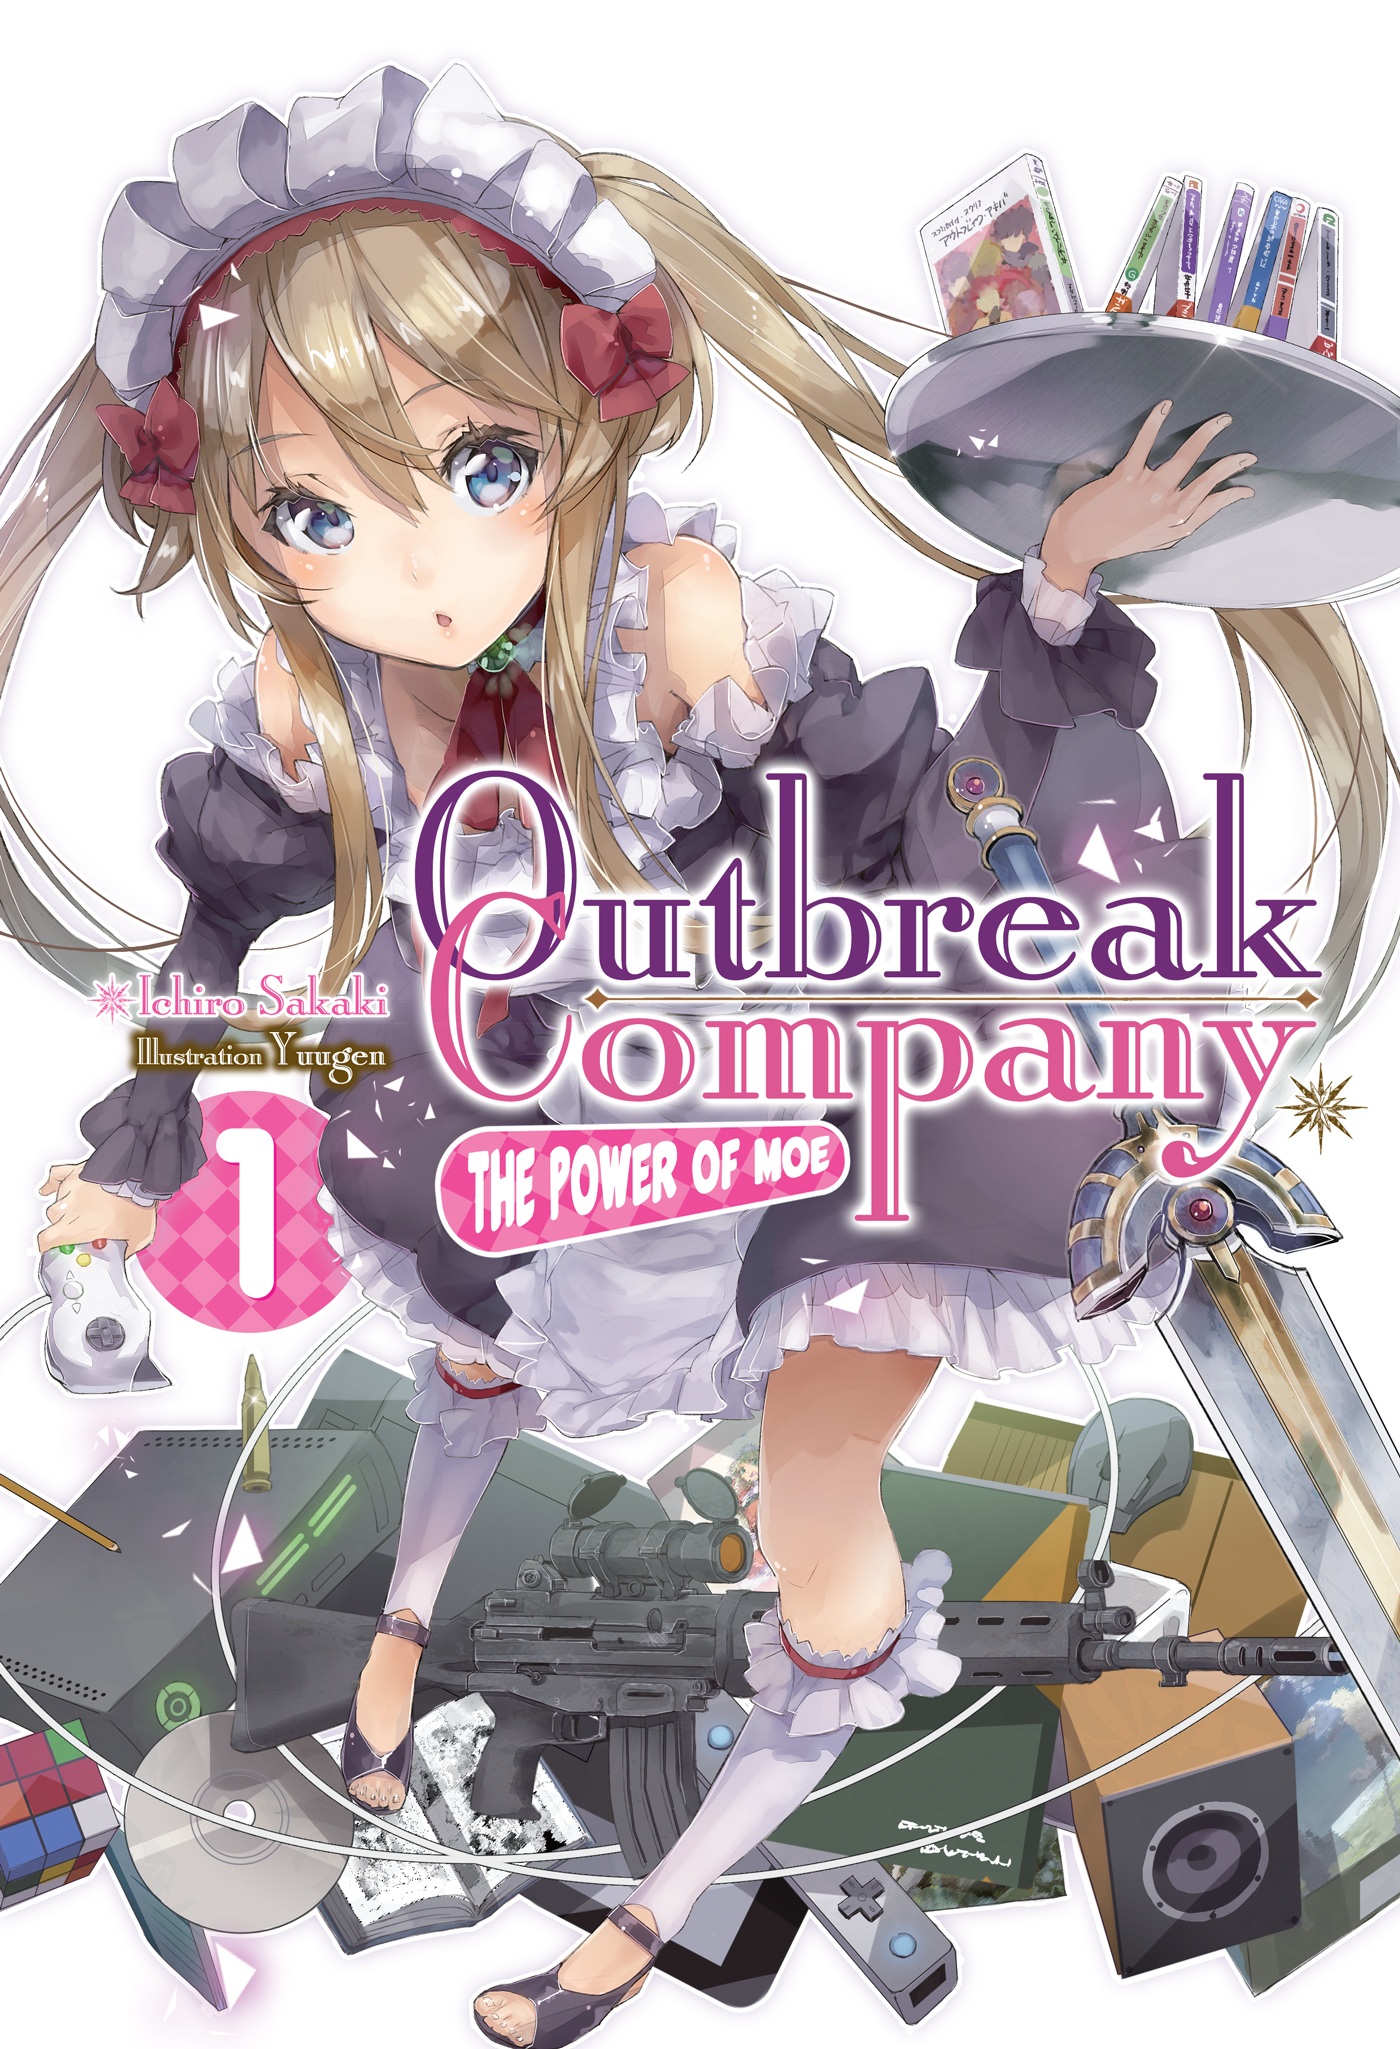 Outbreak
Company
THE POWER OF MOE
Ichiro Sakaki
Illustration Yuugen
1